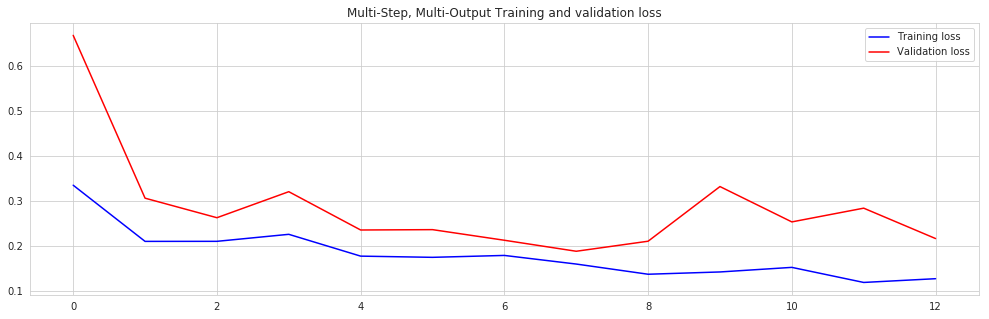 Multi-Step, Multi-Output Training and validation loss
Training loss
Validation loss
0.6
0.5
0.4
0.3
0.2
0.1
0 2 4 6 8 10 12